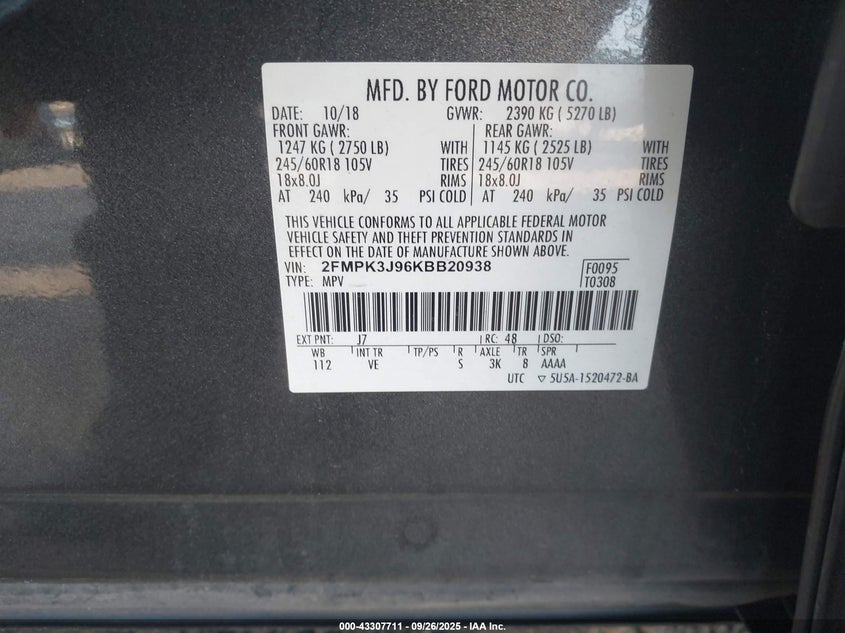 MFD. BY FORD MOTOR CO.
DATE: 10/18 GVWR: 2390 KG ( 5270 LB)
FRONT GAWR: REAR GAWR:
1247 KG ( 2750 LB) WITH 1145 KG ( 2525 LB) WITH
245/60R18 105V TIRES 245/60R18 105V TIRES
18x8.0J RIMS 18x8.0J RIMS
AT 240 kPa/ 35 PSI COLD AT 240 kPa/ 35 PSI COLD
THIS VEHICLE CONFORMS TO ALL APPLICABLE FEDERAL MOTOR
VEHICLE SAFETY AND THEFT PREVENTION STANDARDS IN
EFFECT ON THE DATE OF MANUFACTURE SHOWN ABOVE.
VIN: 2FMPK3J96KBB20938 F0095
TYPE: MPV T0308
EXT PNT: J7 RC: 48 DSO:
WB INT TR TP/PS R AXLE TR SPR
112 VE S 3K 8 AAAA
UTC ▽ 5U5A-1520472-BA
000-43307711 - 09/26/2025 - IAA Inc.